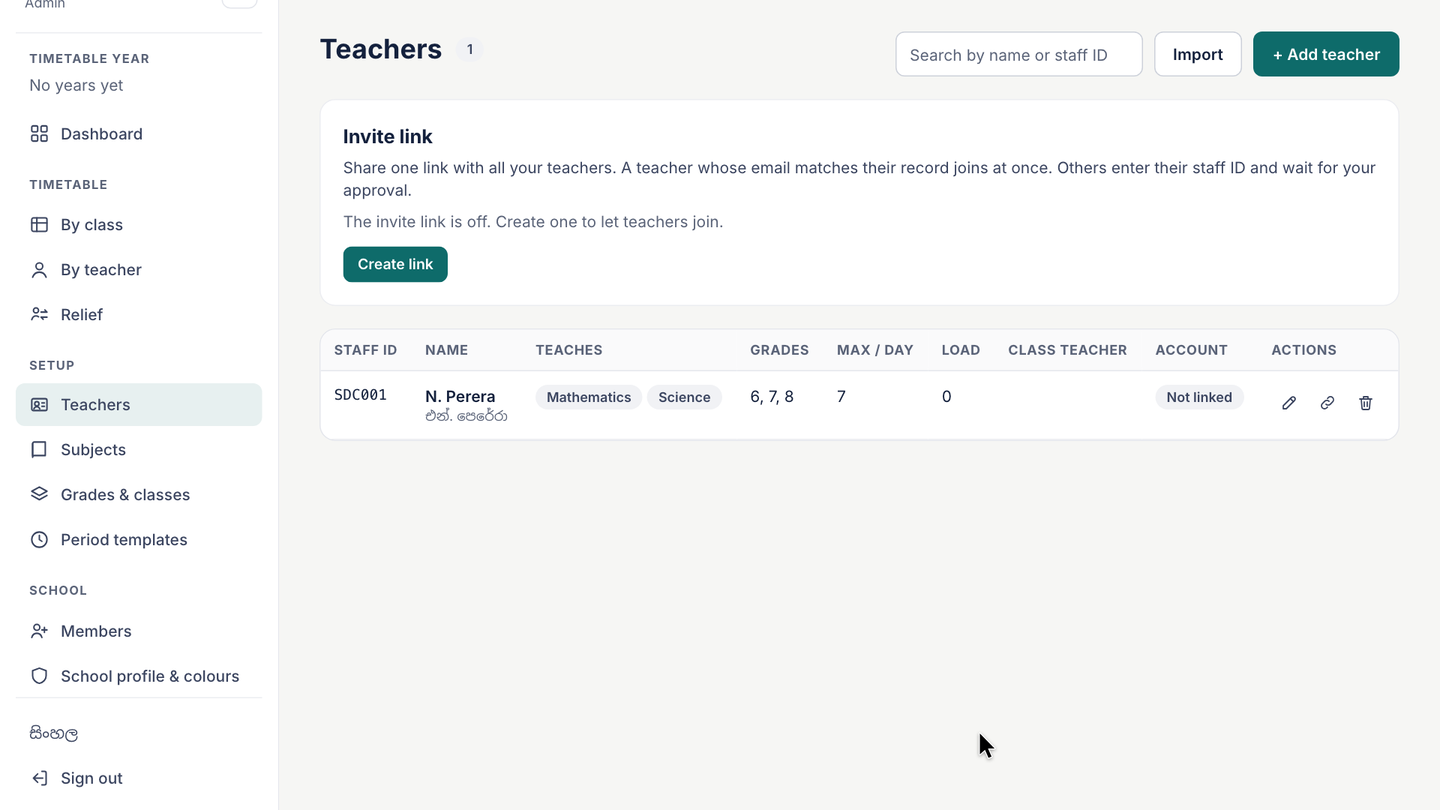 Admin
TIMETABLE YEAR
No years yet
Dashboard
TIMETABLE
By class
By teacher
Relief
SETUP
Teachers
Subjects
Grades & classes
Period templates
SCHOOL
Members
School profile & colours
සිංහල
Sign out
Teachers 1
Search by name or staff ID
Import
+ Add teacher
Invite link
Share one link with all your teachers. A teacher whose email matches their record joins at once. Others enter their staff ID and wait for your
approval.
The invite link is off. Create one to let teachers join.
Create link
STAFF ID NAME TEACHES GRADES MAX / DAY LOAD CLASS TEACHER ACCOUNT ACTIONS
SDC001 N. Perera Mathematics Science 6, 7, 8 7 0 Not linked
එන්. පෙරේරා